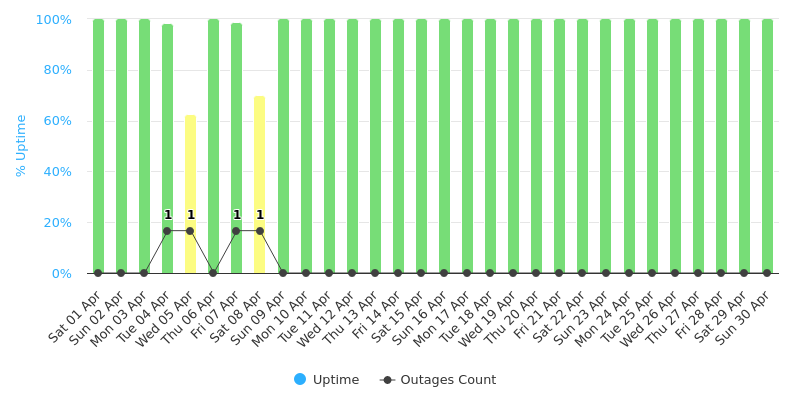 100%
80%
60%
40%
20%
0%
% Uptime
1 1 1 1
Sat 01 Apr
Sun 02 Apr
Mon 03 Apr
Tue 04 Apr
Wed 05 Apr
Thu 06 Apr
Fri 07 Apr
Sat 08 Apr
Sun 09 Apr
Mon 10 Apr
Tue 11 Apr
Wed 12 Apr
Thu 13 Apr
Fri 14 Apr
Sat 15 Apr
Sun 16 Apr
Mon 17 Apr
Tue 18 Apr
Wed 19 Apr
Thu 20 Apr
Fri 21 Apr
Sat 22 Apr
Sun 23 Apr
Mon 24 Apr
Tue 25 Apr
Wed 26 Apr
Thu 27 Apr
Fri 28 Apr
Sat 29 Apr
Sun 30 Apr
Uptime Outages Count